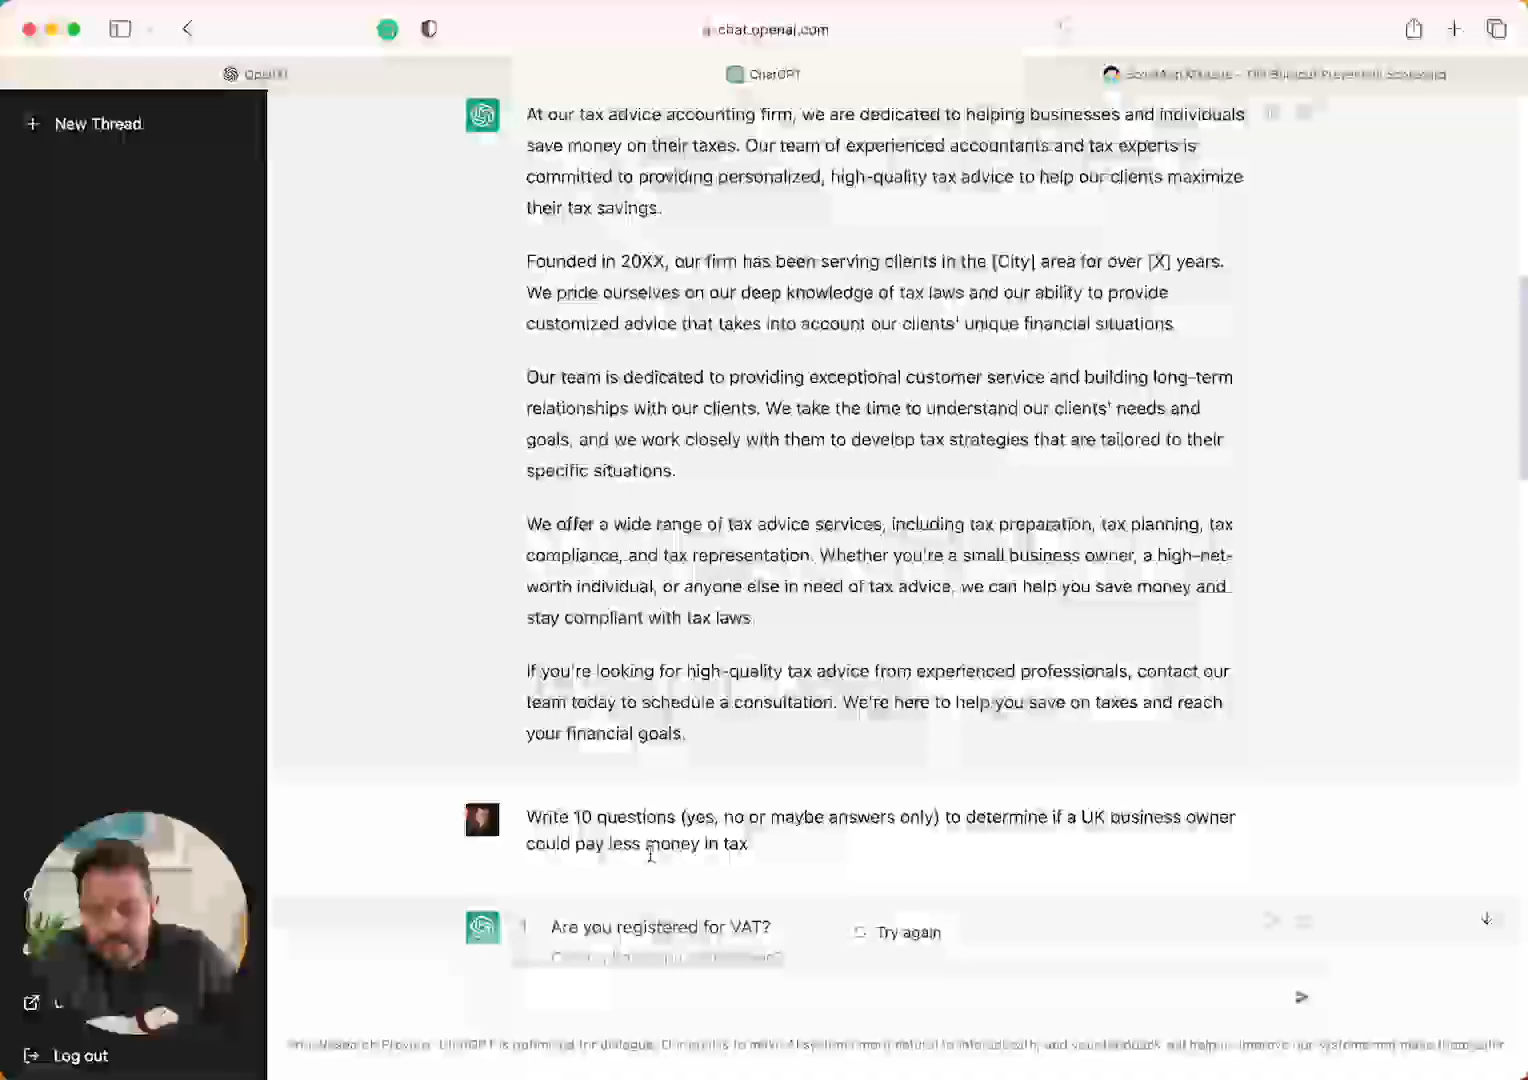 chat.openai.com
OpenAI
ChatGPT
New Thread
At our tax advice accounting firm, we are dedicated to helping businesses and individuals
save money on their taxes. Our team of experienced accountants and tax experts is
committed to providing personalized, high-quality tax advice to help our clients maximize
their tax savings.
Founded in 20XX, our firm has been serving clients in the [City] area for over [X] years.
We pride ourselves on our deep knowledge of tax laws and our ability to provide
customized advice that takes into account our clients' unique financial situations.
Our team is dedicated to providing exceptional customer service and building long-term
relationships with our clients. We take the time to understand our clients' needs and
goals, and we work closely with them to develop tax strategies that are tailored to their
specific situations.
We offer a wide range of tax advice services, including tax preparation, tax planning, tax
compliance, and tax representation. Whether you're a small business owner, a high-net-
worth individual, or anyone else in need of tax advice, we can help you save money and
stay compliant with tax laws.
If you're looking for high-quality tax advice from experienced professionals, contact our
team today to schedule a consultation. We're here to help you save on taxes and reach
your financial goals.
Write 10 questions (yes, no or maybe answers only) to determine if a UK business owner
could pay less money in tax
1 Are you registered for VAT?
Try again
Log out